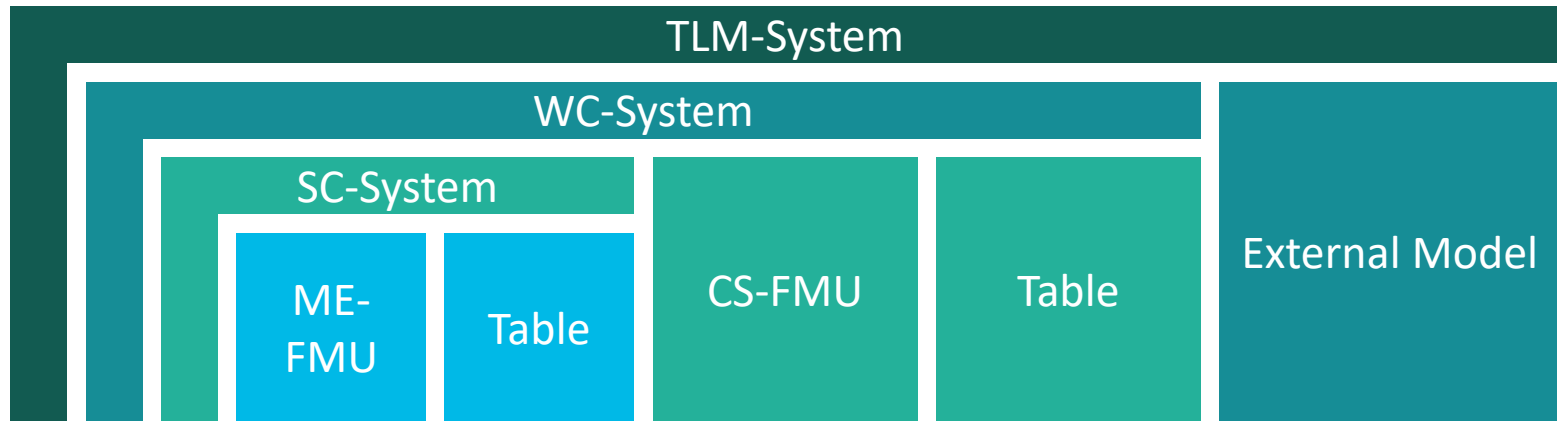 TLM-System
WC-System
SC-System
ME-
FMU
Table
CS-FMU
Table
External Model